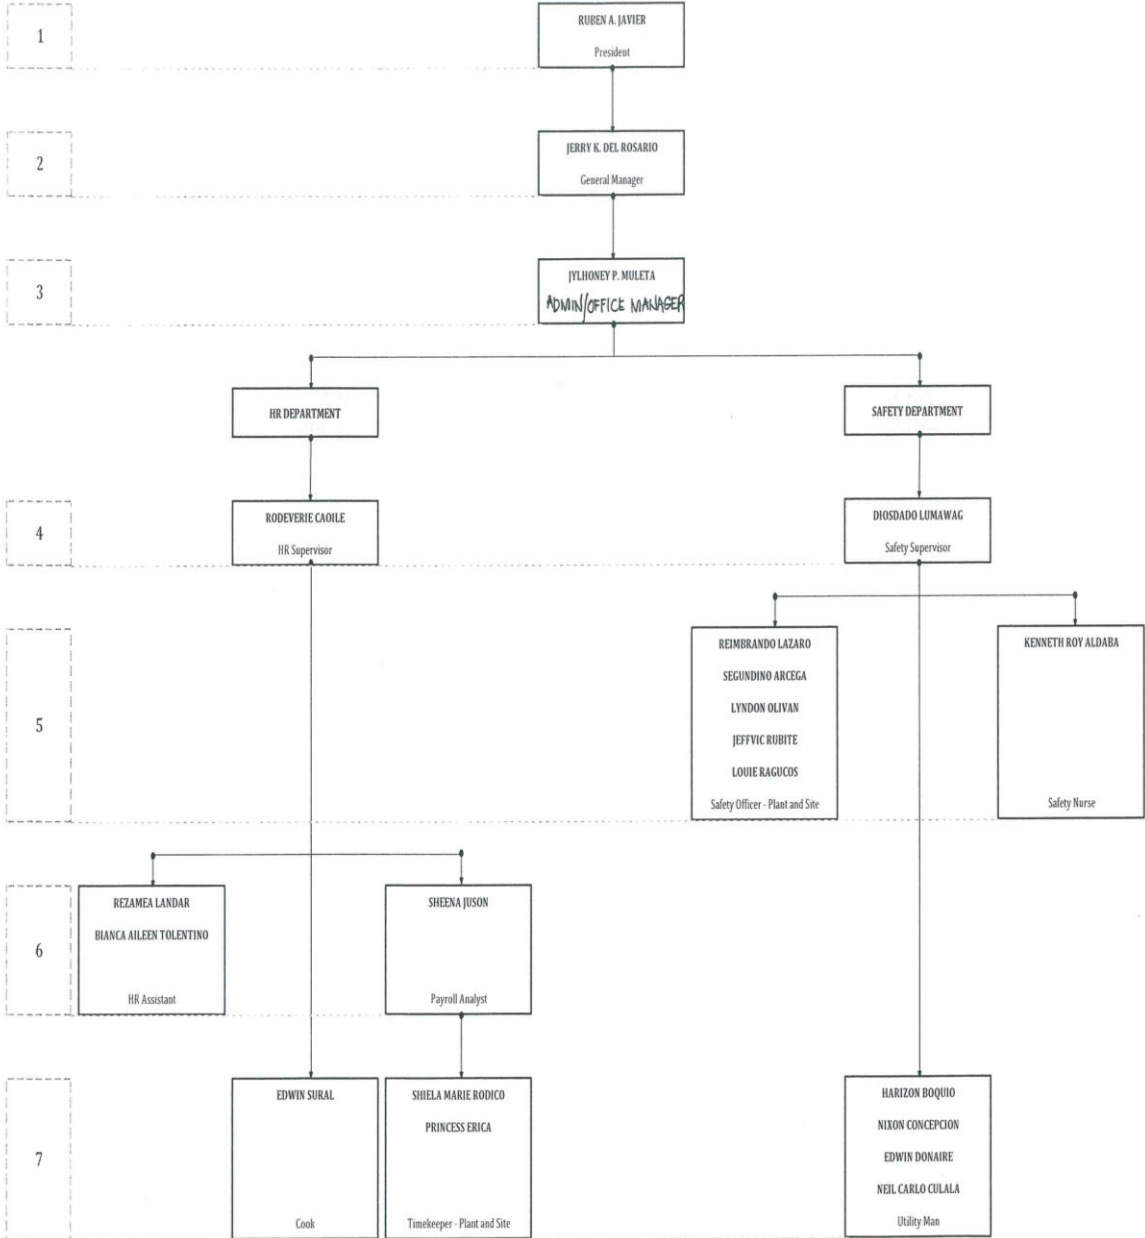 1
RUBEN A. JAVIER
President
2
JERRY K. DEL ROSARIO
General Manager
3
JYLHONEY P. MULETA
ADMIN/OFFICE MANAGER
HR DEPARTMENT
SAFETY DEPARTMENT
4
RODEVERIE CAOILE
HR Supervisor
DIOSDADO LUMAWAG
Safety Supervisor
5
REIMBRANDO LAZARO
SEGUNDINO ARCEGA
LYNDON OLIVAN
JEFFVIC RUBITE
LOUIE RAGUCOS
Safety Officer - Plant and Site
KENNETH ROY ALDABA
Safety Nurse
6
REZAMEA LANDAR
BIANCA AILEEN TOLENTINO
HR Assistant
SHEENA JUSON
Payroll Analyst
7
EDWIN SURAL
Cook
SHIELA MARIE RODICO
PRINCESS ERICA
Timekeeper - Plant and Site
HARIZON BOQUIO
NIXON CONCEPCION
EDWIN DONAIRE
NEIL CARLO CULALA
Utility Man